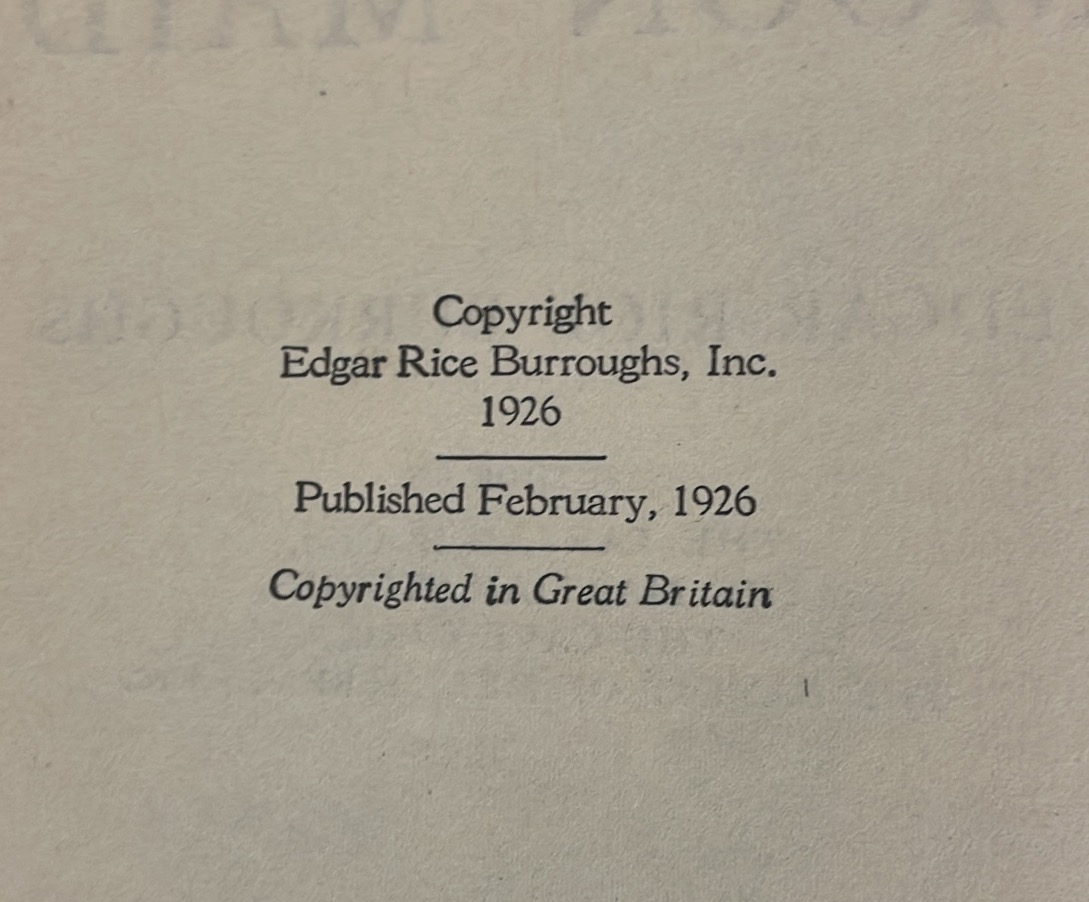 Copyright
Edgar Rice Burroughs, Inc.
1926
Published February, 1926
Copyrighted in Great Britain